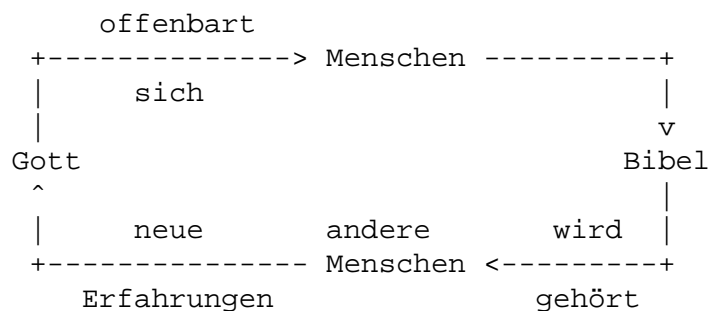 offenbart
+--------------> Menschen ----------+
| sich |
| v
Gott Bibel
^ |
| neue andere wird |
+--------------- Menschen <---------+
Erfahrungen gehört